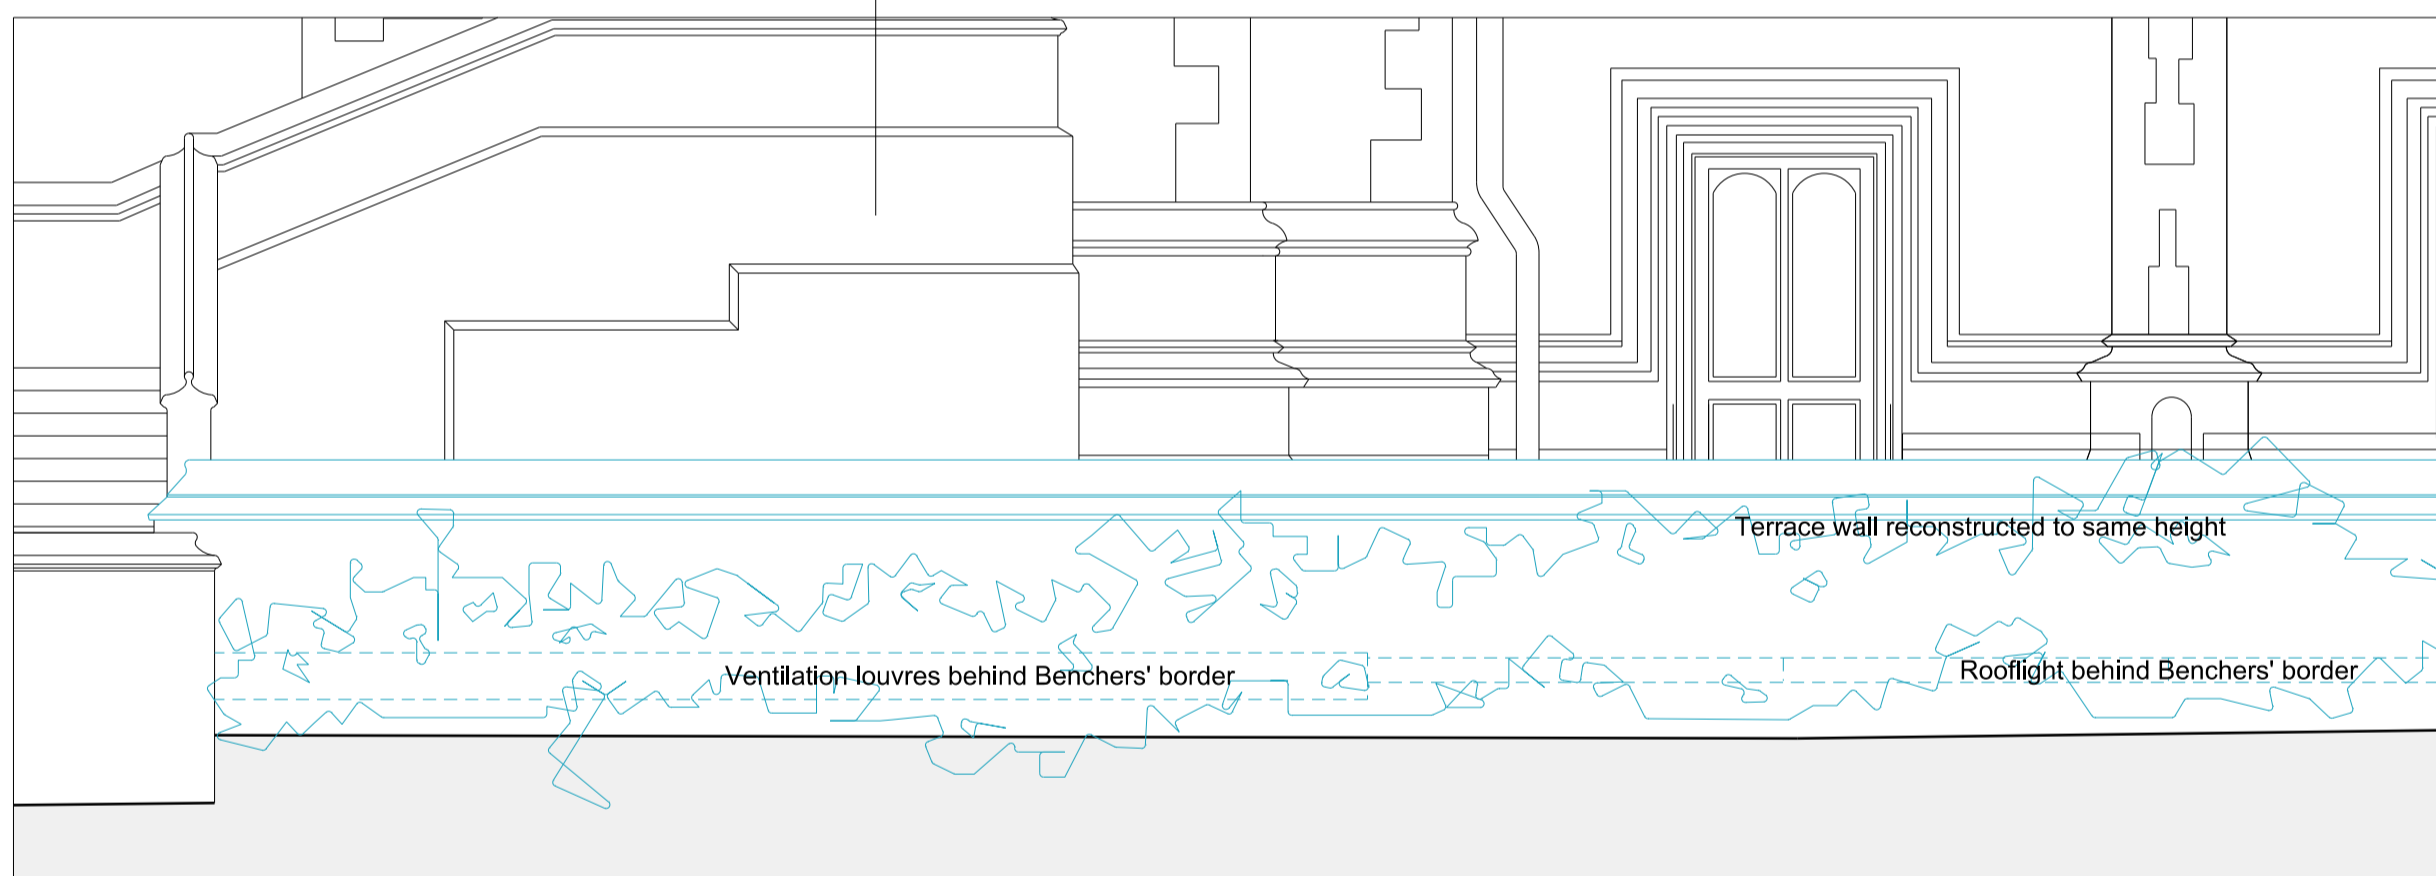 Terrace wall reconstructed to same height
Ventilation louvres behind Benchers' border
Rooflight behind Benchers' border